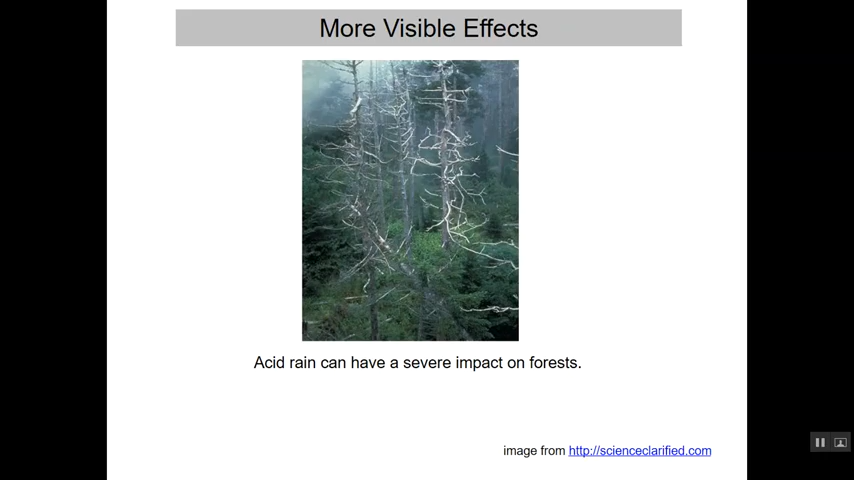 More Visible Effects
Acid rain can have a severe impact on forests.
image from http://scienceclarified.com